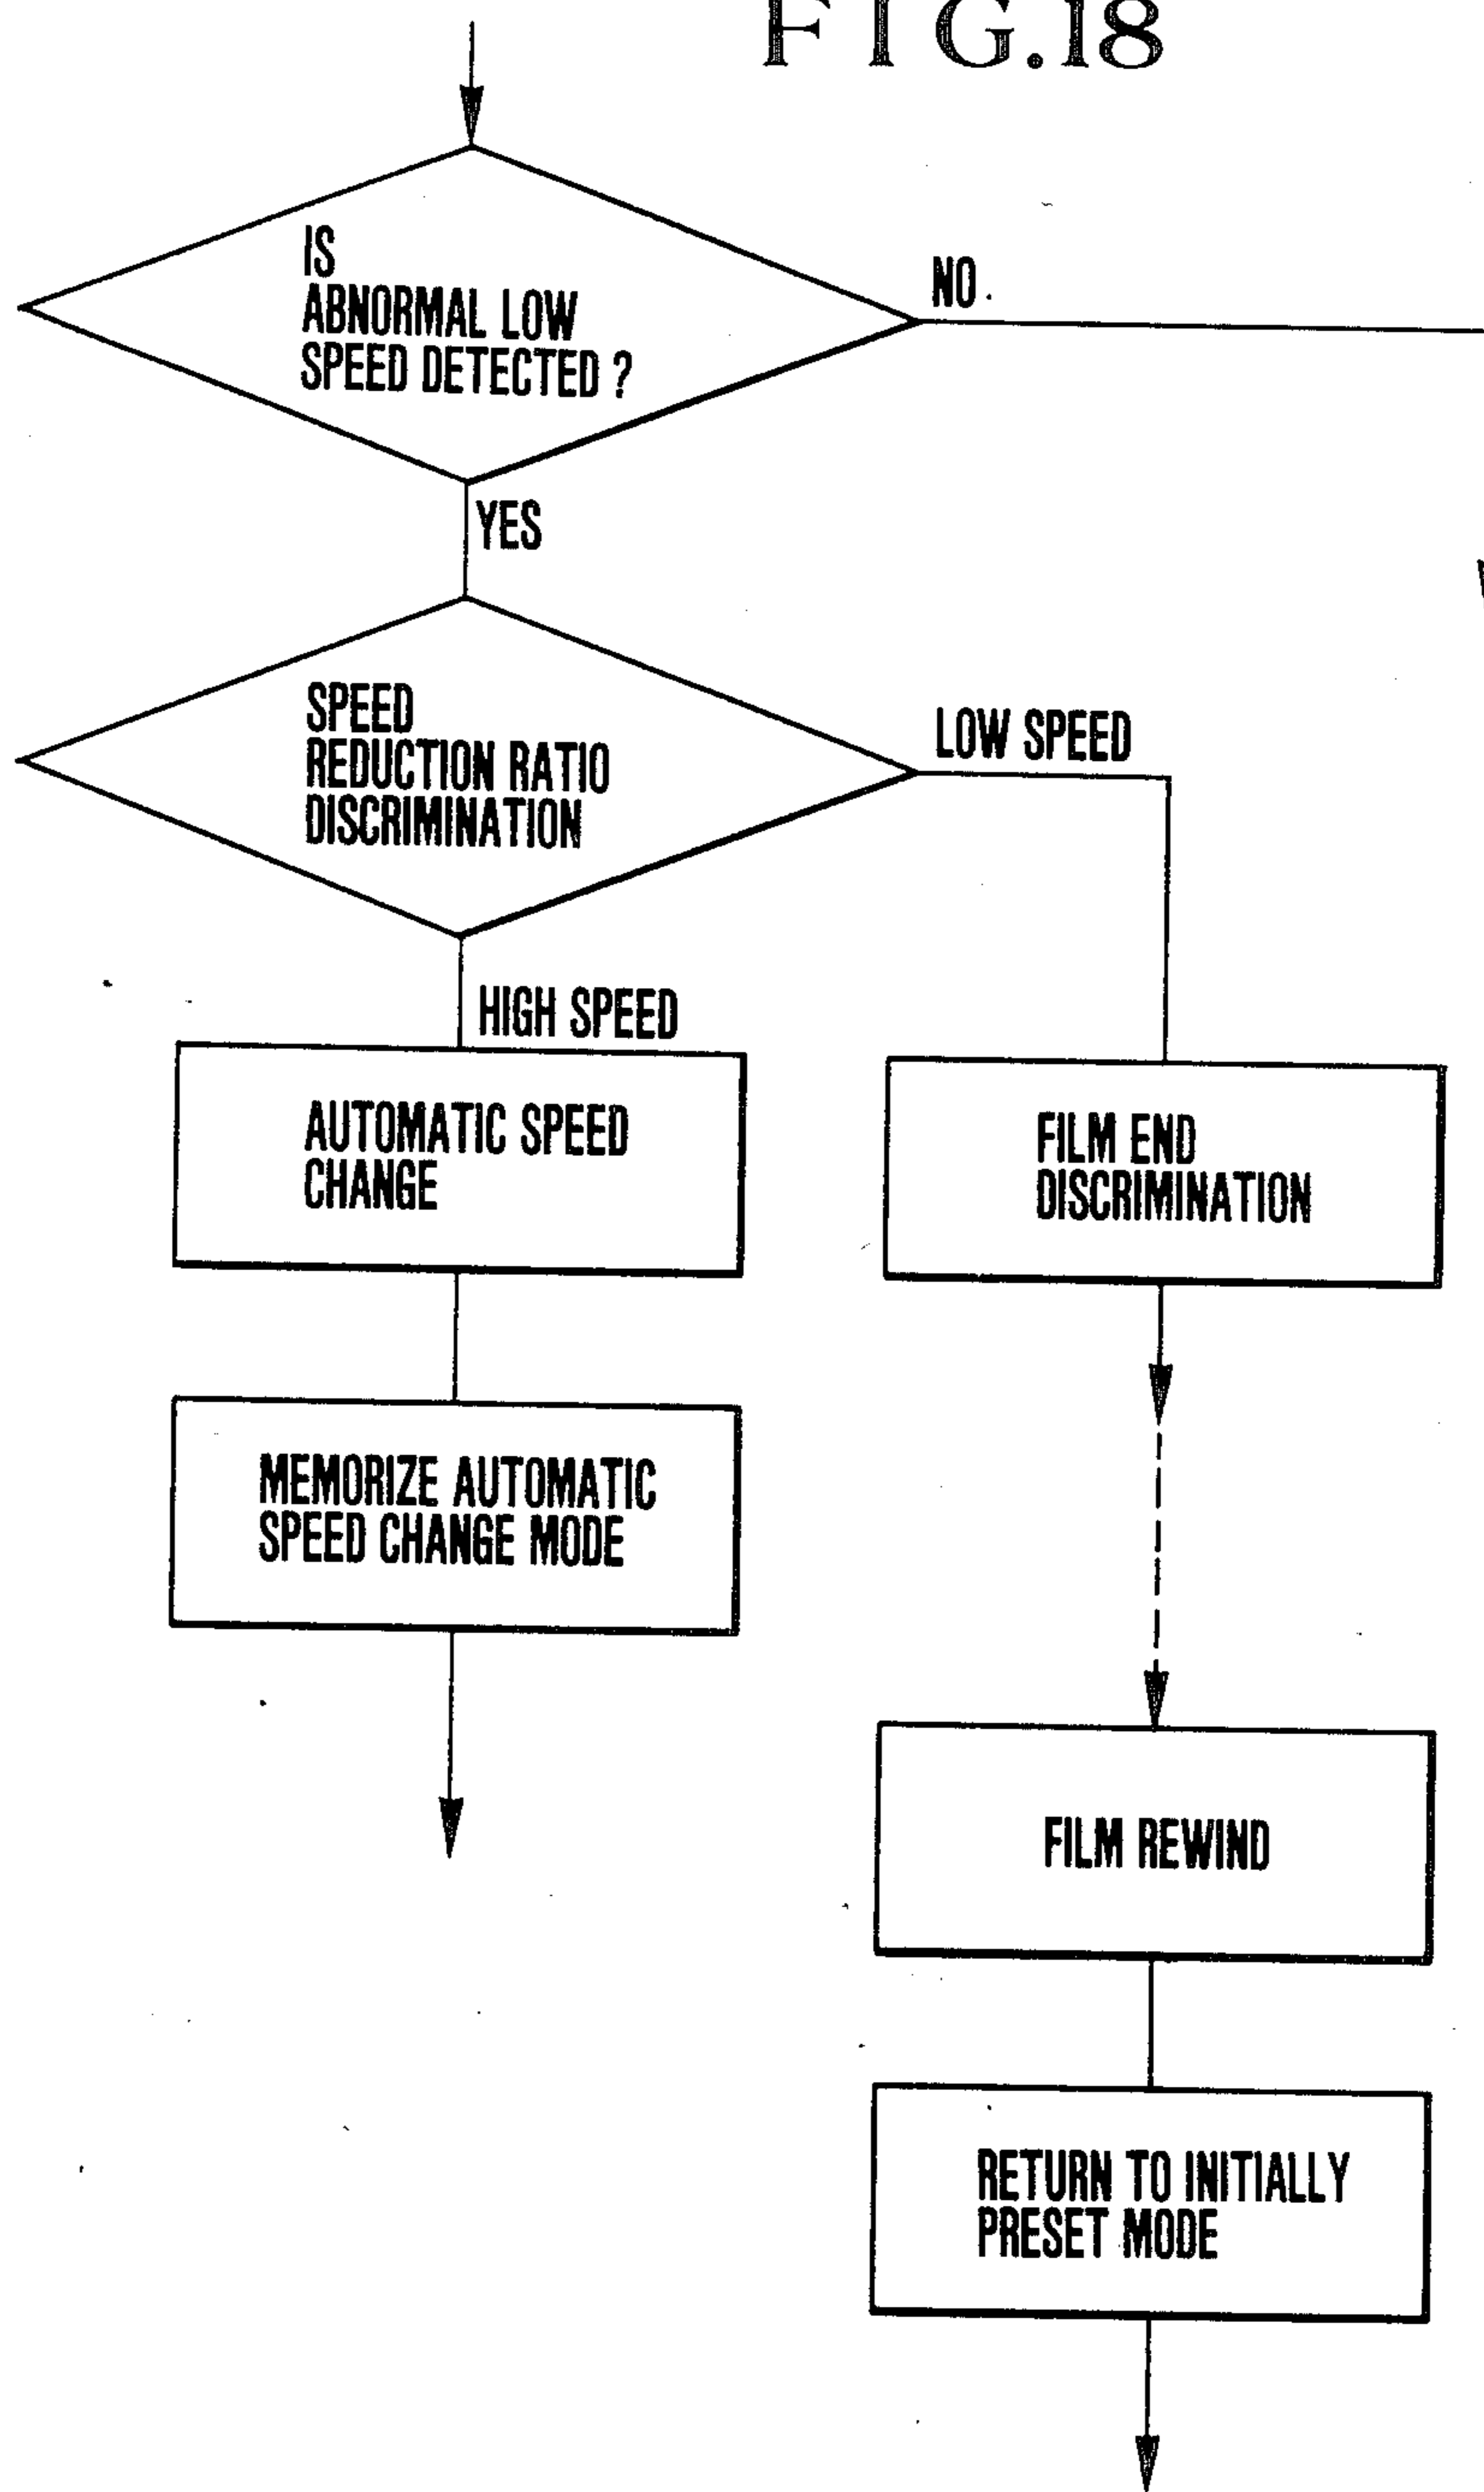 FIG.18
IS
ABNORMAL LOW
SPEED DETECTED ?
NO
YES
SPEED
REDUCTION RATIO
DISCRIMINATION
LOW SPEED
HIGH SPEED
AUTOMATIC SPEED
CHANGE
FILM END
DISCRIMINATION
MEMORIZE AUTOMATIC
SPEED CHANGE MODE
FILM REWIND
RETURN TO INITIALLY
PRESET MODE